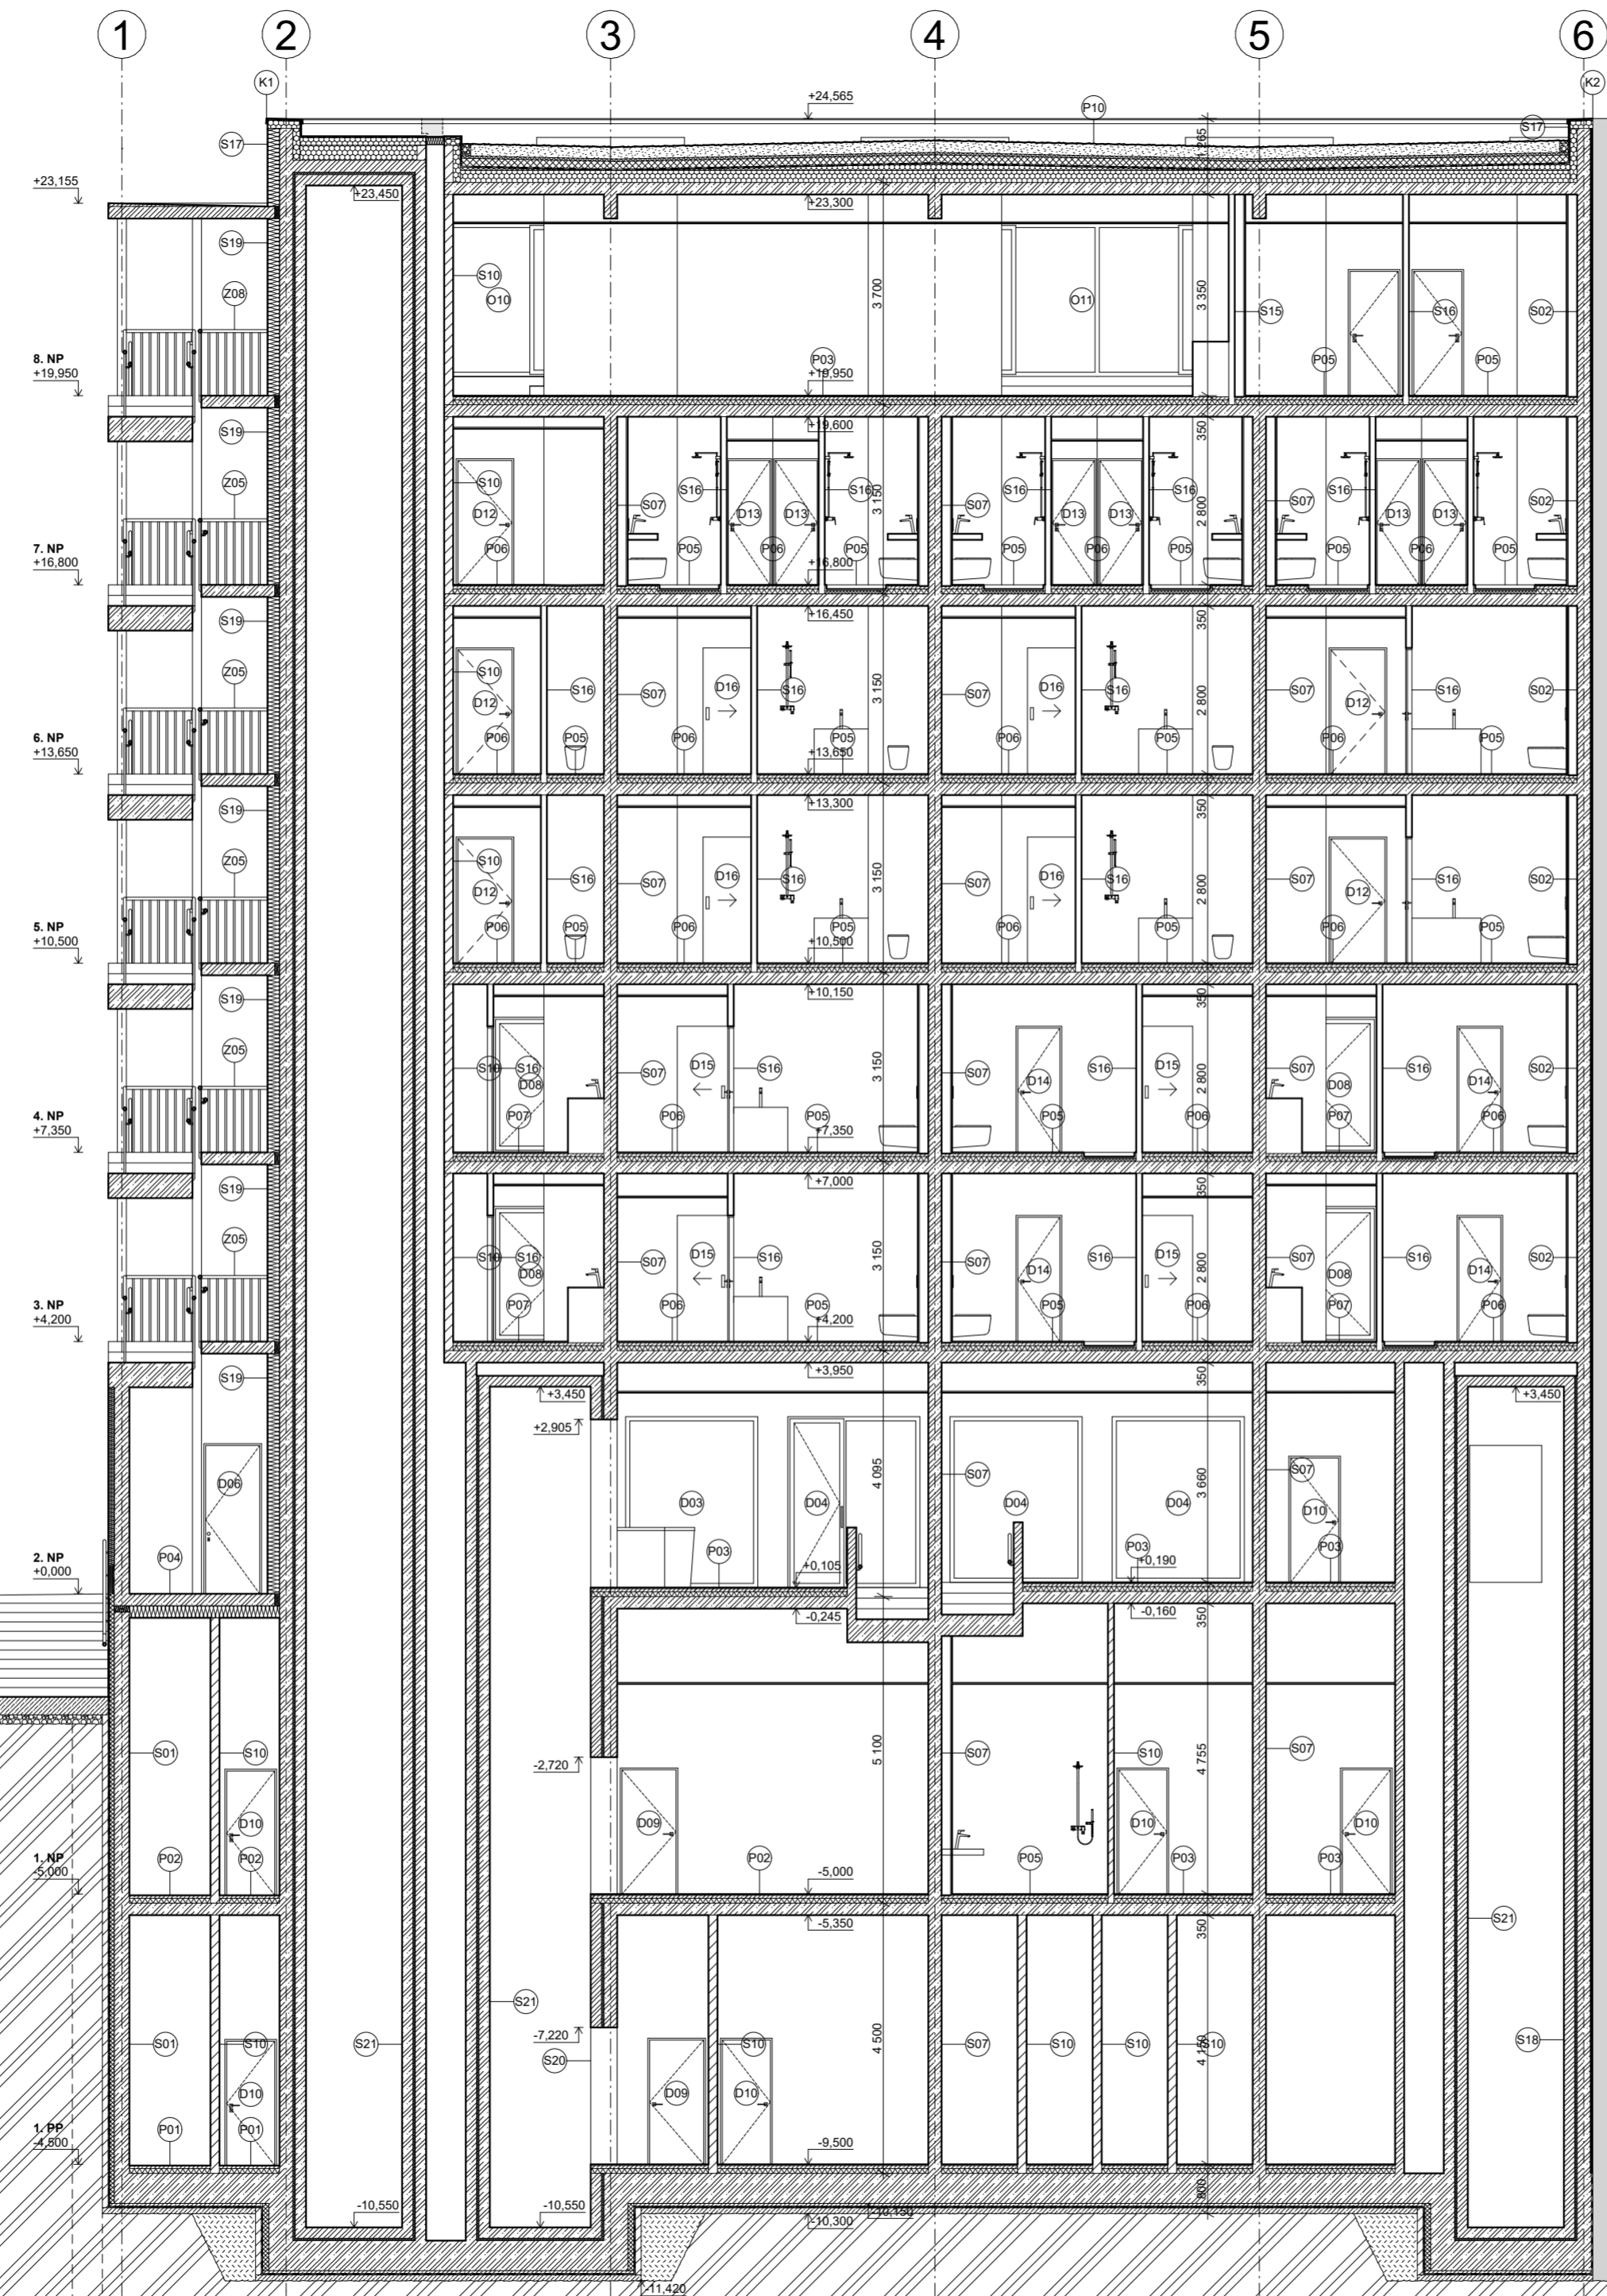 1 2 3 4 5 6
K1 K2
+24,565
P10
S17 S17
1 265
+23,155
+23,450
+23,300
S19
S10
O10
O11
Z08
3 700
3 350
S15
S16
S02
P03
P05
P05
8. NP
+19,950
+19,950
S19
+19,600
350
Z05
S10
D12
P06
S07
S16
D13
D13
S16
P05
P06
P05
3 150
S07
S16
D13
D13
S16
P05
P06
P05
2 800
S07
S16
D13
D13
S02
P05
P06
P05
7. NP
+16,800
+16,800
S19
+16,450
350
Z05
S10
D12
P06
S16
P05
S07
D16
S16
P06
P05
3 150
S07
D16
S16
P06
P05
2 800
S07
D12
S16
S02
P06
P05
6. NP
+13,650
+13,650
S19
+13,300
350
Z05
S10
D12
P06
S16
P05
S07
D16
S16
P06
P05
3 150
S07
D16
S16
P06
P05
2 800
S07
D12
S16
S02
P06
P05
5. NP
+10,500
+10,500
S19
+10,150
350
Z05
S10
S16
D08
P07
S07
D15
S16
P06
P05
3 150
S07
D14
S16
D15
P05
P06
2 800
S07
D08
P07
S16
D14
P06
S02
4. NP
+7,350
+7,350
S19
+7,000
350
Z05
S10
S16
D08
P07
S07
D15
S16
P06
P05
3 150
S07
D14
S16
D15
P05
P06
2 800
S07
D08
P07
S16
D14
P06
S02
3. NP
+4,200
+4,200
S19
+3,950
350
+3,450
+3,450
+2,905
D06
P04
D03
D04
P03
4 095
S07
D04
D04
3 660
S07
D10
P03
P03
2. NP
+0,000
+0,105
+0,190
-0,245
-0,160
350
S01
S10
D10
P02
P02
-2,720
D09
P02
5 100
S07
S10
D10
P05
P03
4 755
S07
D10
P03
1. NP
-5,000
-5,000
-5,350
350
S21
S21
S01
S10
D10
P01
P01
S21
-7,220
S20
D09
S10
D10
4 500
S07
S10
S10
S10
4 150
S18
1. PP
-4,500
-9,500
800
-10,550
-10,550
-10,150
-10,300
-11,420